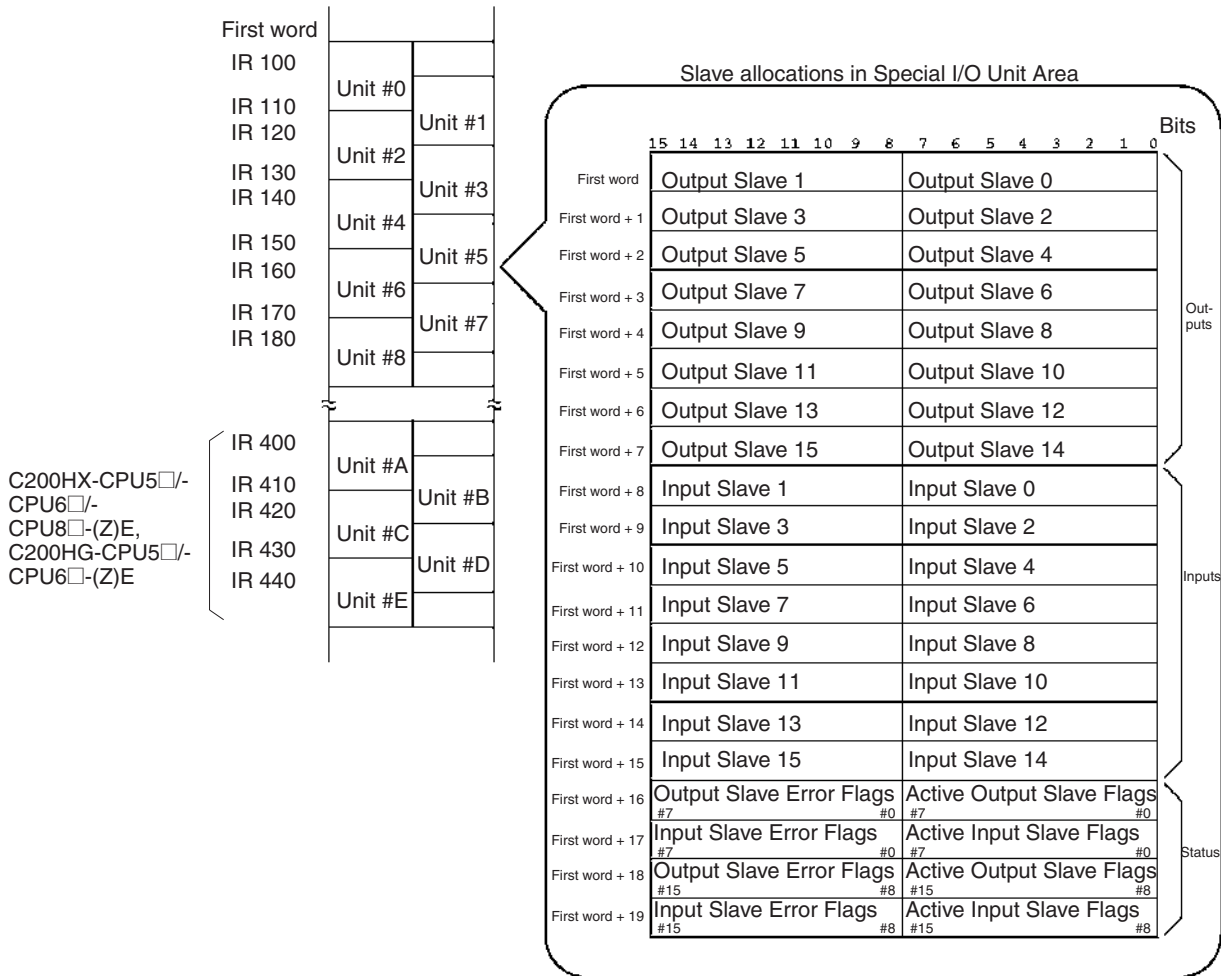 First word
IR 100
Unit #0
IR 110
Unit #1
IR 120
Unit #2
IR 130
Unit #3
IR 140
Unit #4
IR 150
Unit #5
IR 160
Unit #6
IR 170
Unit #7
IR 180
Unit #8
C200HX-CPU5□/-
CPU6□/-
CPU8□-(Z)E,
C200HG-CPU5□/-
CPU6□-(Z)E
IR 400
Unit #A
IR 410
Unit #B
IR 420
Unit #C
IR 430
Unit #D
IR 440
Unit #E
Slave allocations in Special I/O Unit Area
Bits
15 14 13 12 11 10 9 8 7 6 5 4 3 2 1 0
First word Output Slave 1 Output Slave 0
First word + 1 Output Slave 3 Output Slave 2
First word + 2 Output Slave 5 Output Slave 4
First word + 3 Output Slave 7 Output Slave 6
First word + 4 Output Slave 9 Output Slave 8
First word + 5 Output Slave 11 Output Slave 10
First word + 6 Output Slave 13 Output Slave 12
First word + 7 Output Slave 15 Output Slave 14
Out-
puts
First word + 8 Input Slave 1 Input Slave 0
First word + 9 Input Slave 3 Input Slave 2
First word + 10 Input Slave 5 Input Slave 4
First word + 11 Input Slave 7 Input Slave 6
First word + 12 Input Slave 9 Input Slave 8
First word + 13 Input Slave 11 Input Slave 10
First word + 14 Input Slave 13 Input Slave 12
First word + 15 Input Slave 15 Input Slave 14
Inputs
First word + 16 Output Slave Error Flags Active Output Slave Flags
#7 #0 #7 #0
First word + 17 Input Slave Error Flags Active Input Slave Flags
#7 #0 #7 #0
First word + 18 Output Slave Error Flags Active Output Slave Flags
#15 #8 #15 #8
First word + 19 Input Slave Error Flags Active Input Slave Flags
#15 #8 #15 #8
Status